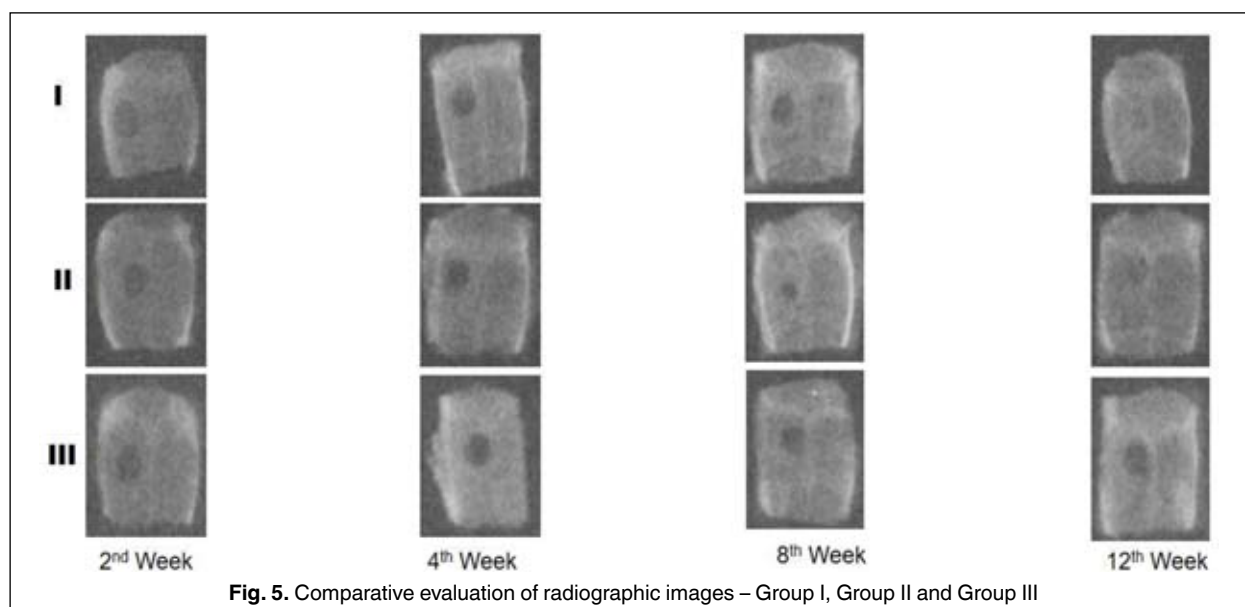 I
II
III
2nd Week 4th Week 8th Week 12th Week
Fig. 5. Comparative evaluation of radiographic images – Group I, Group II and Group III